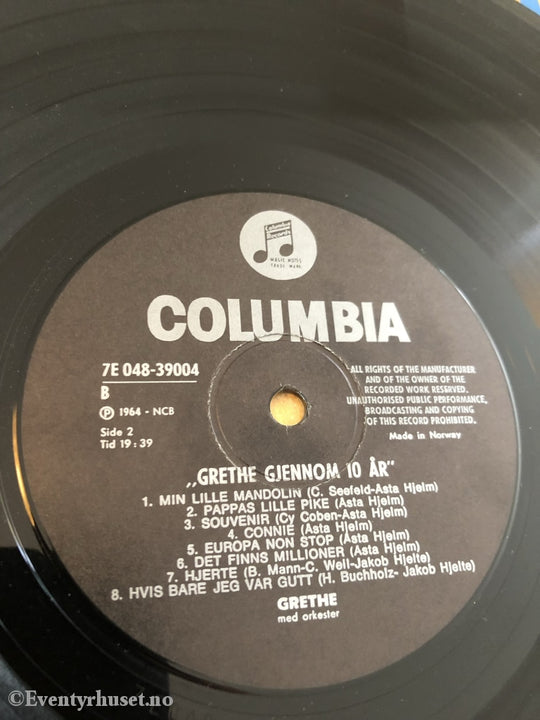 Columbia
Records
MAGIC NOTES
TRADE MARK
COLUMBIA
7E 048-39004
B
Ⓟ 1964 - NCB
Side 2
Tid 19:39
ALL RIGHTS OF THE MANUFACTURER
AND OF THE OWNER OF THE
RECORDED WORK RESERVED.
UNAUTHORISED PUBLIC PERFORMANCE,
BROADCASTING AND COPYING
OF THIS RECORD PROHIBITED.
Made in Norway
„GRETHE GJENNOM 10 ÅR"
1. MIN LILLE MANDOLIN (C. Seefeld-Asta Hjelm)
2. PAPPAS LILLE PIKE (Asta Hjelm)
3. SOUVENIR (Cy Coben-Asta Hjelm)
4. CONNIE (Asta Hjelm)
5. EUROPA NON STOP (Asta Hjelm)
6. DET FINNS MILLIONER (Asta Hjelm)
7. HJERTE (B. Mann-C. Weil-Jakob Hjelte)
8. HVIS BARE JEG VAR GUTT (H. Buchholz- Jakob Hjelte)
GRETHE
med orkester
©Eventyrhuset.no